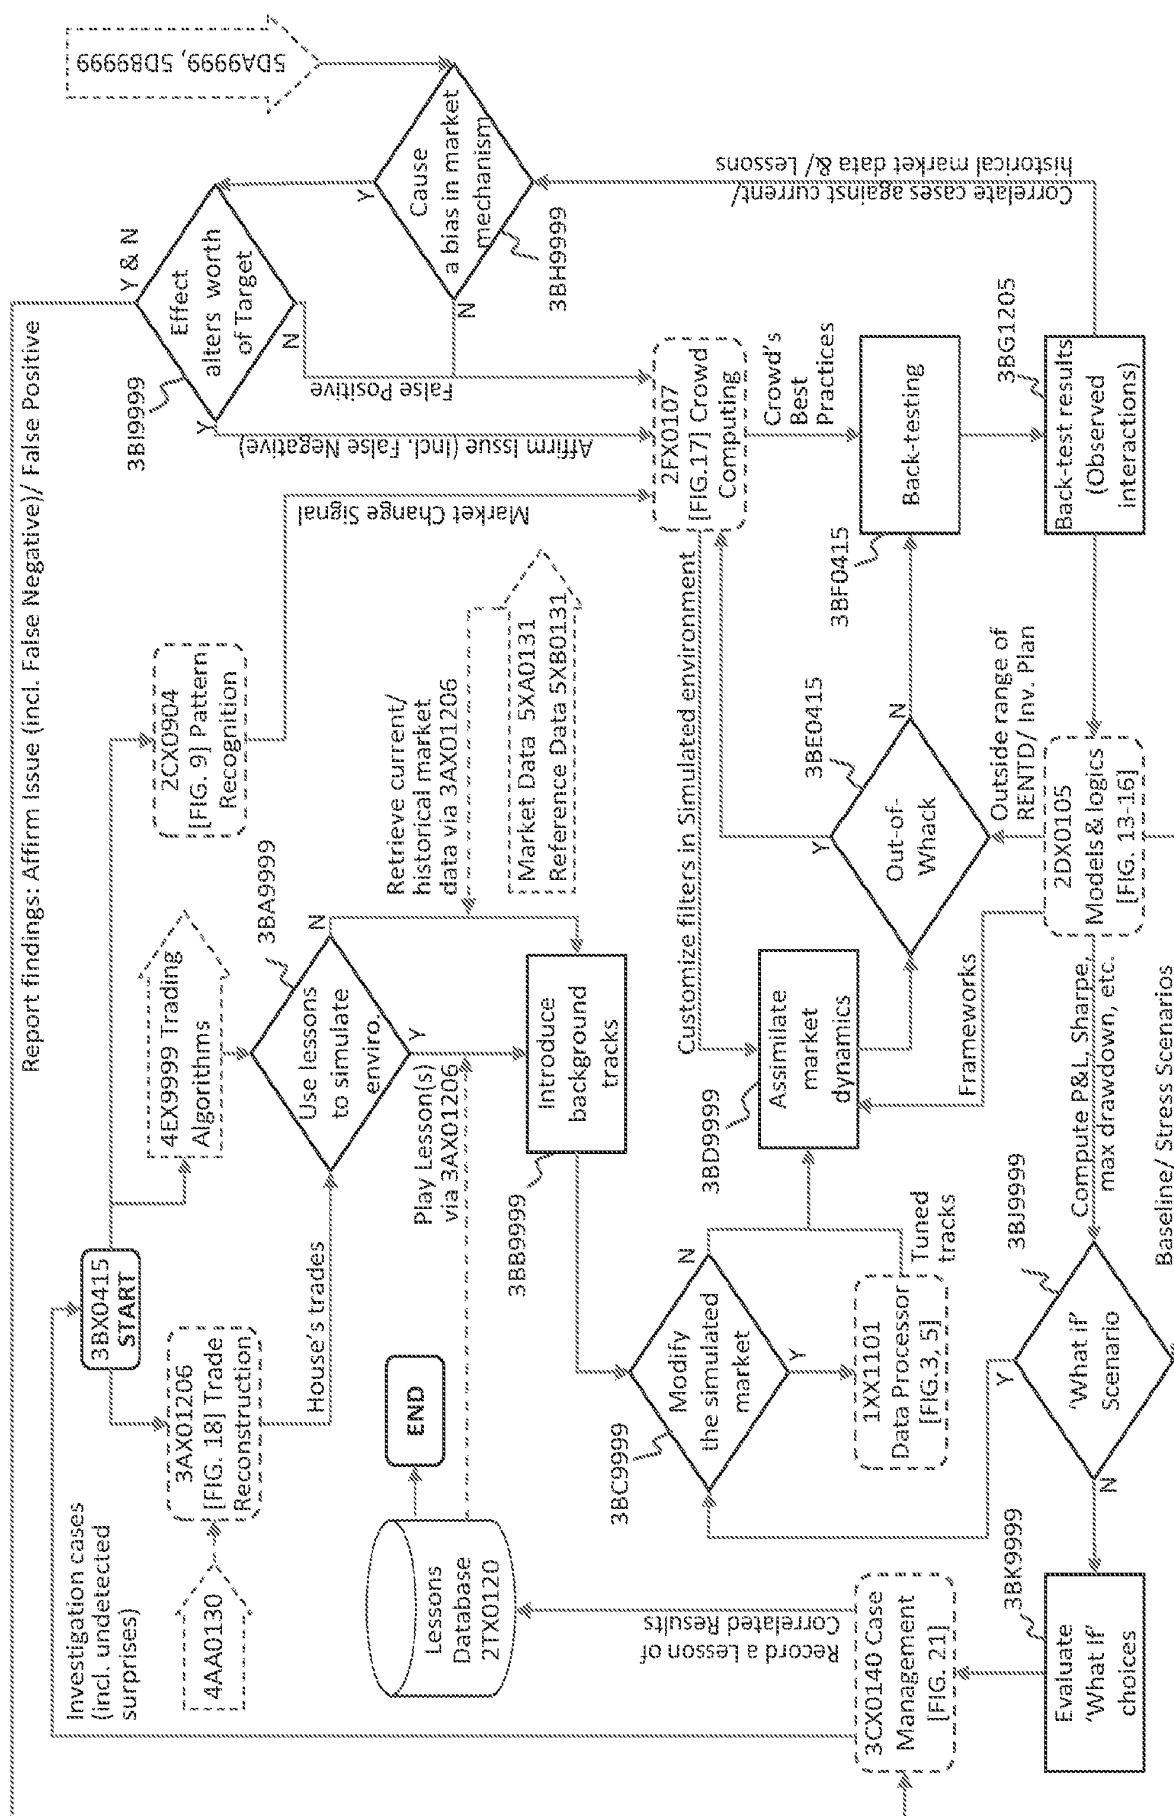 Report findings: Affirm Issue (incl. False Negative)/ False Positive
Investigation cases
(incl. undetected
surprises)
3BX0415
START
4AA0130
3AX01206
[FIG. 18] Trade
Reconstruction
4EX9999 Trading
Algorithms
2CX0904
[FIG. 9] Pattern
Recognition
3BI9999
Effect
alters worth
of Target
Y & N
Y
N
5DA9999, 5DB9999
House's trades
Use lessons
to simulate
enviro.
3BA9999
N
Y
Retrieve current/
historical market
data via 3AX01206
Market Data 5XA0131
Reference Data 5XB0131
Market Change Signal
Affirm Issue (Incl. False Negative)
False Positive
Cause
a bias in market
mechanism
Y
N
3BH9999
END
Lessons
Database
2TX0120
Play Lesson(s)
via 3AX01206
Introduce
background
tracks
3BB9999
2FX0107
[FIG.17] Crowd
Computing
Customize filters in Simulated environment
Crowd's
Best
Practices
Correlate cases against current/
historical market data &/ Lessons
3BC9999
Modify
the simulated
market
N
Y
1XX1101
Data Processor
[FIG.3, 5]
Tuned
tracks
3BD9999
Assimilate
market
dynamics
Frameworks
Out-of-
Whack
Y
N
3BE0415
3BF0415
Back-testing
Record a Lesson of
Correlated Results
3CX0140 Case
Management
[FIG. 21]
3BK9999
Evaluate
'What if'
choices
'What if'
Scenario
Y
N
3BJ9999
Compute P&L, Sharpe,
max drawdown, etc.
Outside range of
RENTD/ Inv. Plan
2DX0105
Models & logics
[FIG. 13-16]
3BG1205
Back-test results
(Observed
interactions)
Baseline/ Stress Scenarios